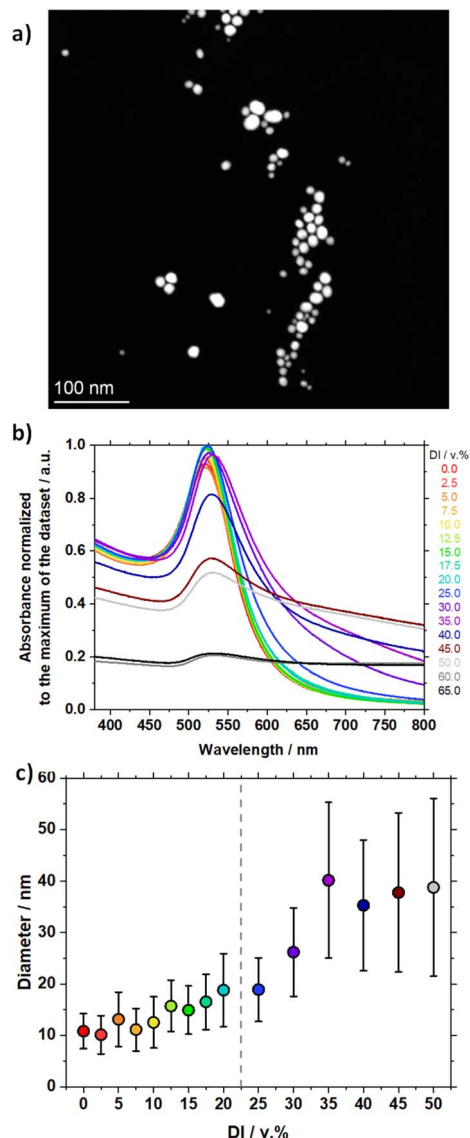 a)
100 nm
b)
Absorbance normalized
to the maximum of the dataset / a.u.
1.0
0.8
0.6
0.4
0.2
0.0
400 450 500 550 600 650 700 750 800
Wavelength / nm
DI / v.%
0.0
2.5
5.0
7.5
10.0
12.5
15.0
17.5
20.0
25.0
30.0
35.0
40.0
45.0
50.0
60.0
65.0
c)
Diameter / nm
60
50
40
30
20
10
0
0 5 10 15 20 25 30 35 40 45 50
DI / v.%